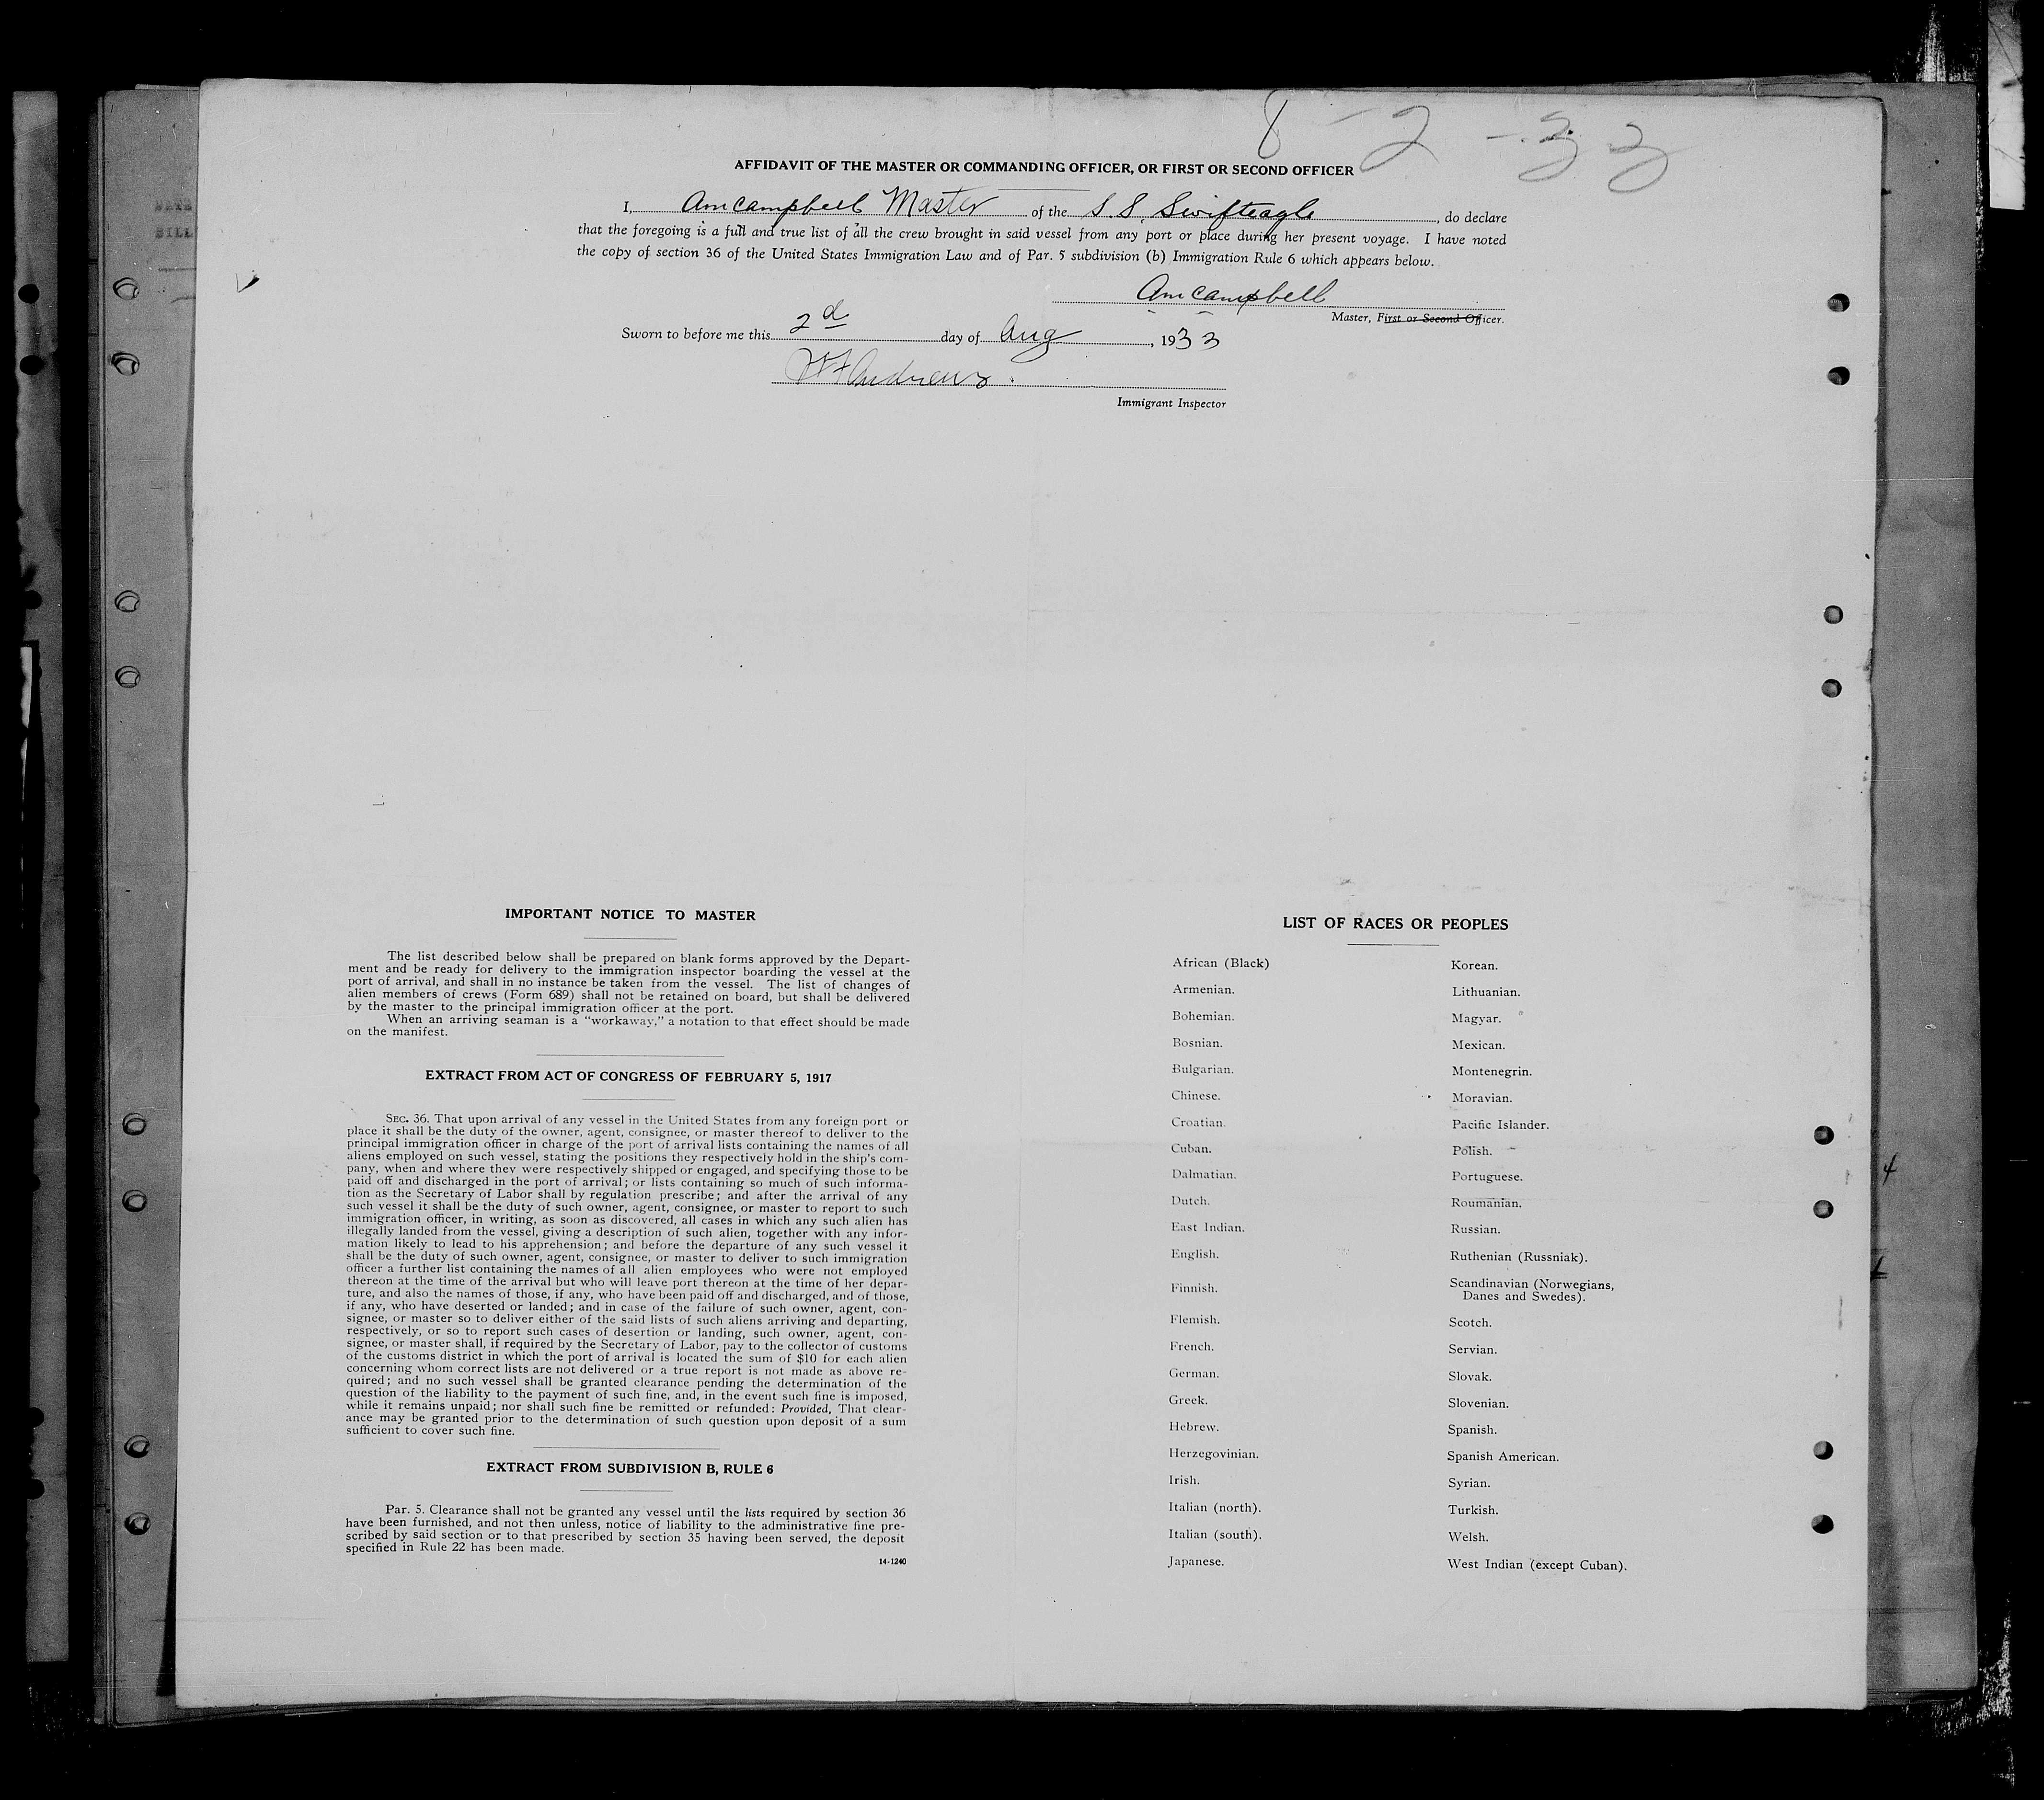 8 - 2 - 33
AFFIDAVIT OF THE MASTER OR COMMANDING OFFICER, OR FIRST OR SECOND OFFICER
I, Am Campbell Master of the S.S. Swifteagle, do declare
that the foregoing is a full and true list of all the crew brought in said vessel from any port or place during her present voyage. I have noted
the copy of section 36 of the United States Immigration Law and of Par. 5 subdivision (b) Immigration Rule 6 which appears below.
Am Campbell
Master, First or Second Officer.
Sworn to before me this 2d day of Aug, 1933
Andrews
Immigrant Inspector
IMPORTANT NOTICE TO MASTER
The list described below shall be prepared on blank forms approved by the Depart-
ment and be ready for delivery to the immigration inspector boarding the vessel at the
port of arrival, and shall in no instance be taken from the vessel. The list of changes of
alien members of crews (Form 689) shall not be retained on board, but shall be delivered
by the master to the principal immigration officer at the port.
When an arriving seaman is a "workaway," a notation to that effect should be made
on the manifest.
EXTRACT FROM ACT OF CONGRESS OF FEBRUARY 5, 1917
SEC. 36. That upon arrival of any vessel in the United States from any foreign port or
place it shall be the duty of the owner, agent, consignee, or master thereof to deliver to the
principal immigration officer in charge of the port of arrival lists containing the names of all
aliens employed on such vessel, stating the positions they respectively hold in the ship's com-
pany, when and where they were respectively shipped or engaged, and specifying those to be
paid off and discharged in the port of arrival; or lists containing so much of such informa-
tion as the Secretary of Labor shall by regulation prescribe; and after the arrival of any
such vessel it shall be the duty of such owner, agent, consignee, or master to report to such
immigration officer, in writing, as soon as discovered, all cases in which any such alien has
illegally landed from the vessel, giving a description of such alien, together with any infor-
mation likely to lead to his apprehension; and before the departure of any such vessel it
shall be the duty of such owner, agent, consignee, or master to deliver to such immigration
officer a further list containing the names of all alien employees who were not employed
thereon at the time of the arrival but who will leave port thereon at the time of her depar-
ture, and also the names of those, if any, who have been paid off and discharged, and of those,
if any, who have deserted or landed; and in case of the failure of such owner, agent, con-
signee, or master so to deliver either of the said lists of such aliens arriving and departing,
respectively, or so to report such cases of desertion or landing, such owner, agent, con-
signee, or master shall, if required by the Secretary of Labor, pay to the collector of customs
of the customs district in which the port of arrival is located the sum of $10 for each alien
concerning whom correct lists are not delivered or a true report is not made as above re-
quired; and no such vessel shall be granted clearance pending the determination of the
question of the liability to the payment of such fine, and, in the event such fine is imposed,
while it remains unpaid; nor shall such fine be remitted or refunded: Provided, That clear-
ance may be granted prior to the determination of such question upon deposit of a sum
sufficient to cover such fine.
EXTRACT FROM SUBDIVISION B, RULE 6
Par. 5. Clearance shall not be granted any vessel until the lists required by section 36
have been furnished, and not then unless, notice of liability to the administrative fine pre-
scribed by said section or to that prescribed by section 35 having been served, the deposit
specified in Rule 22 has been made.
14-1240
LIST OF RACES OR PEOPLES
African (Black)
Armenian.
Bohemian.
Bosnian.
Bulgarian.
Chinese.
Croatian.
Cuban.
Dalmatian.
Dutch.
East Indian.
English.
Finnish.
Flemish.
French.
German.
Greek.
Hebrew.
Herzegovinian.
Irish.
Italian (north).
Italian (south).
Japanese.
Korean.
Lithuanian.
Magyar.
Mexican.
Montenegrin.
Moravian.
Pacific Islander.
Polish.
Portuguese.
Roumanian.
Russian.
Ruthenian (Russniak).
Scandinavian (Norwegians,
Danes and Swedes).
Scotch.
Servian.
Slovak.
Slovenian.
Spanish.
Spanish American.
Syrian.
Turkish.
Welsh.
West Indian (except Cuban).